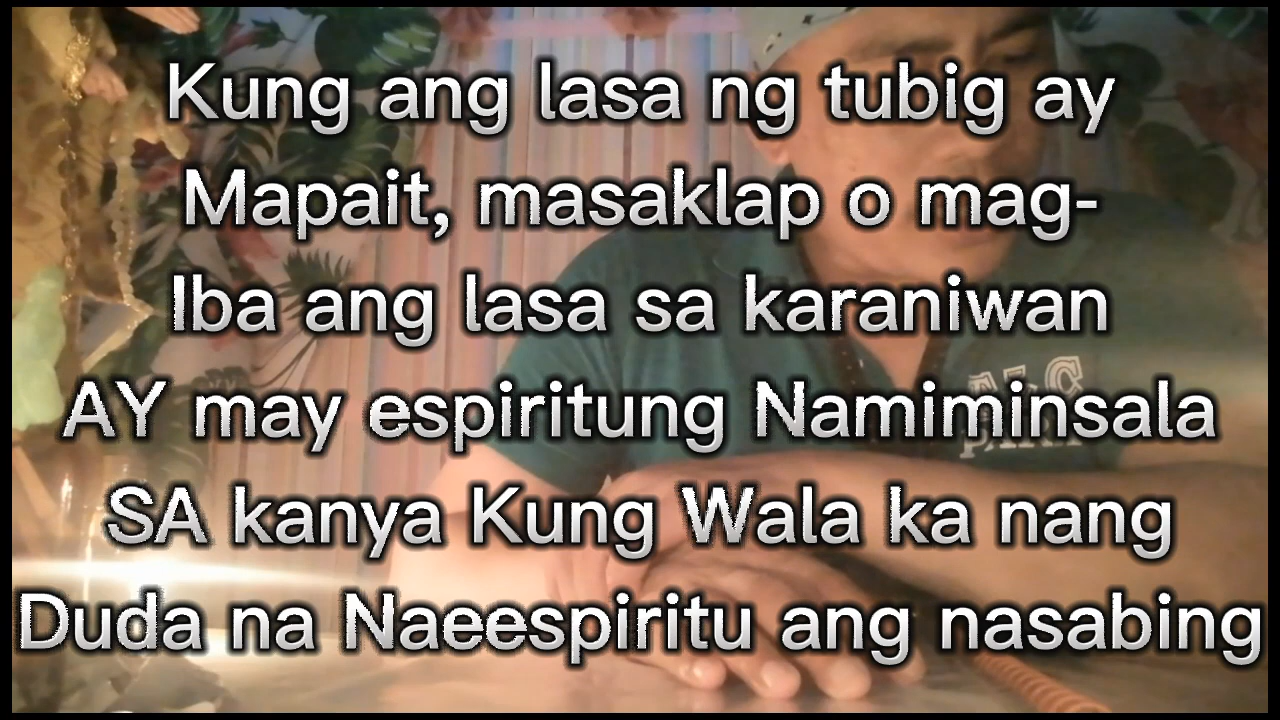 Kung ang lasa ng tubig ay
Mapait, masaklap o mag-
Iba ang lasa sa karaniwan
AY may espiritung Namiminsala
SA kanya Kung Wala ka nang
Duda na Naeespiritu ang nasabing